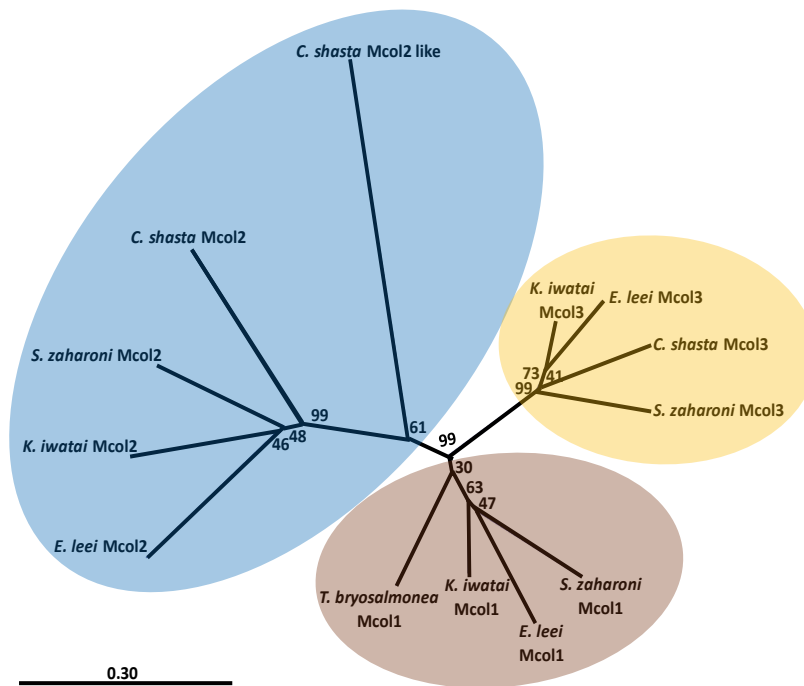 C. shasta Mcol2 like
C. shasta Mcol2
K. iwatai
Mcol3
E. leei Mcol3
C. shasta Mcol3
S. zaharoni Mcol3
73
41
99
S. zaharoni Mcol2
K. iwatai Mcol2
E. leei Mcol2
99
48
46
61
99
30
63
47
T. bryosalmonea
Mcol1
K. iwatai
Mcol1
E. leei
Mcol1
S. zaharoni
Mcol1
0.30